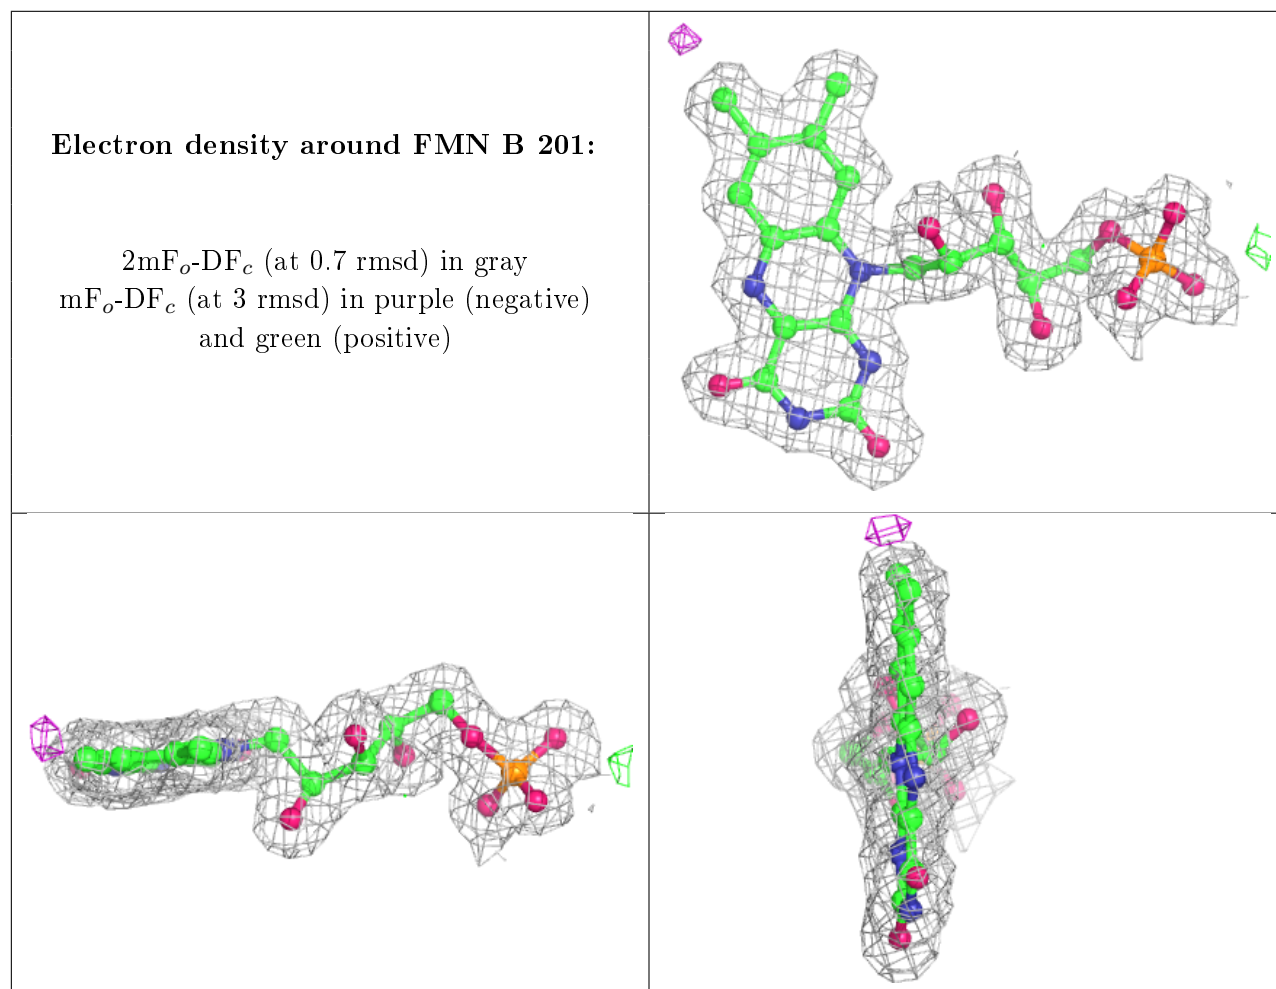 Electron density around FMN B 201:
2mFo-DFc (at 0.7 rmsd) in gray
mFo-DFc (at 3 rmsd) in purple (negative)
and green (positive)